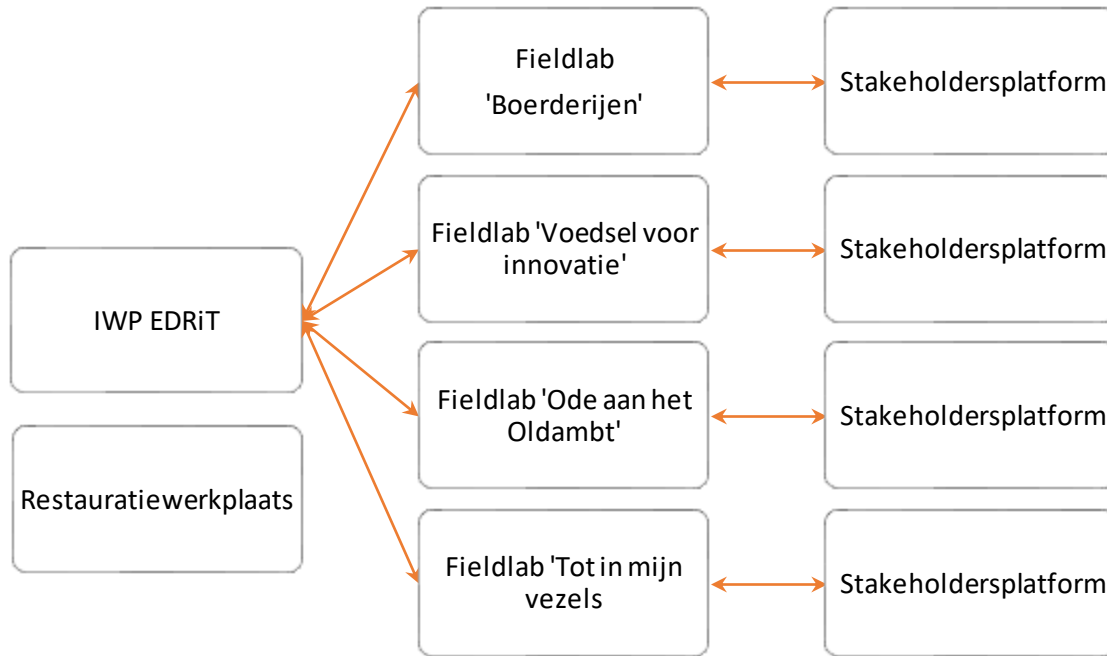 IWP EDRiT
Restauratiewerkplaats
Fieldlab
'Boerderijen'
Fieldlab 'Voedsel voor
innovatie'
Fieldlab 'Ode aan het
Oldambt'
Fieldlab 'Tot in mijn
vezels
Stakeholdersplatform
Stakeholdersplatform
Stakeholdersplatform
Stakeholdersplatform